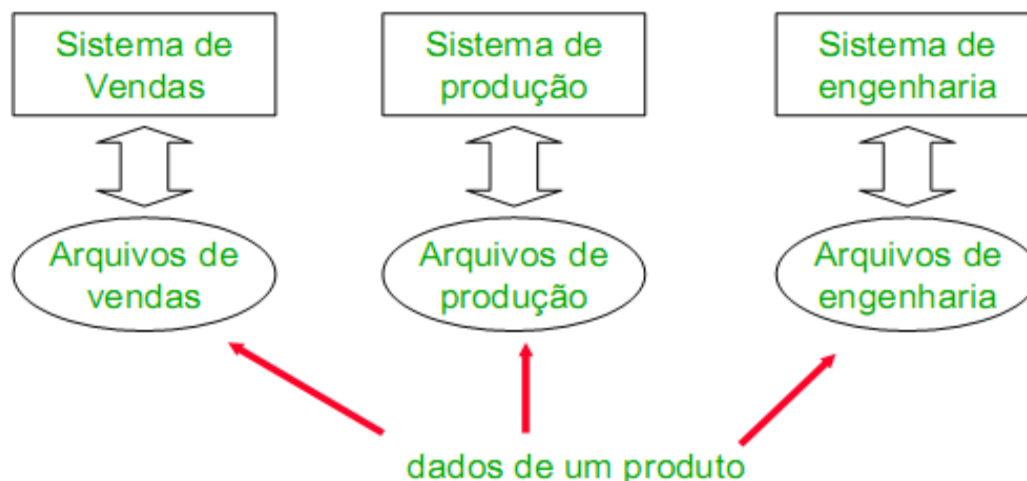 Sistema de
Vendas
Sistema de
produção
Sistema de
engenharia
Arquivos de
vendas
Arquivos de
produção
Arquivos de
engenharia
dados de um produto